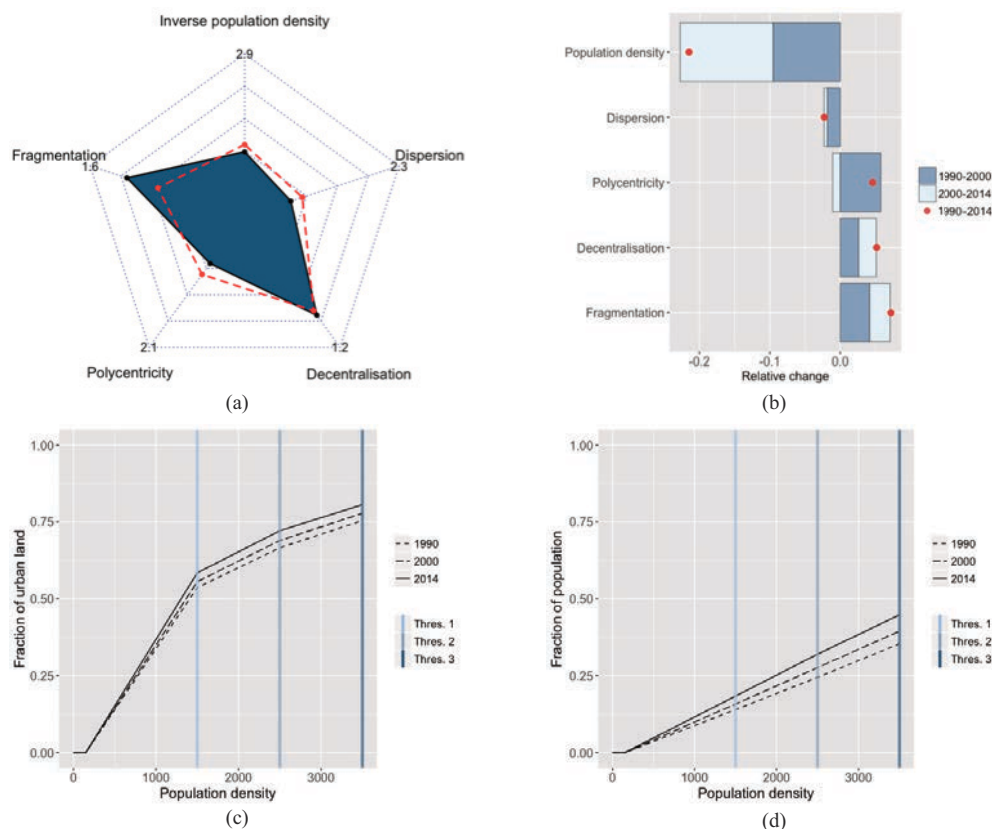 Inverse population density
2.9
Fragmentation
1.6
Dispersion
2.3
2.1
1.2
Polycentricity
Decentralisation
(a)
Population density
Dispersion
Polycentricity
Decentralisation
Fragmentation
-0.2
-0.1
0.0
Relative change
1990-2000
2000-2014
1990-2014
(b)
Fraction of urban land
1.00
0.75
0.50
0.25
0.00
0
1000
2000
3000
Population density
1990
2000
2014
Thres. 1
Thres. 2
Thres. 3
(c)
Fraction of population
1.00
0.75
0.50
0.25
0.00
0
1000
2000
3000
Population density
1990
2000
2014
Thres. 1
Thres. 2
Thres. 3
(d)